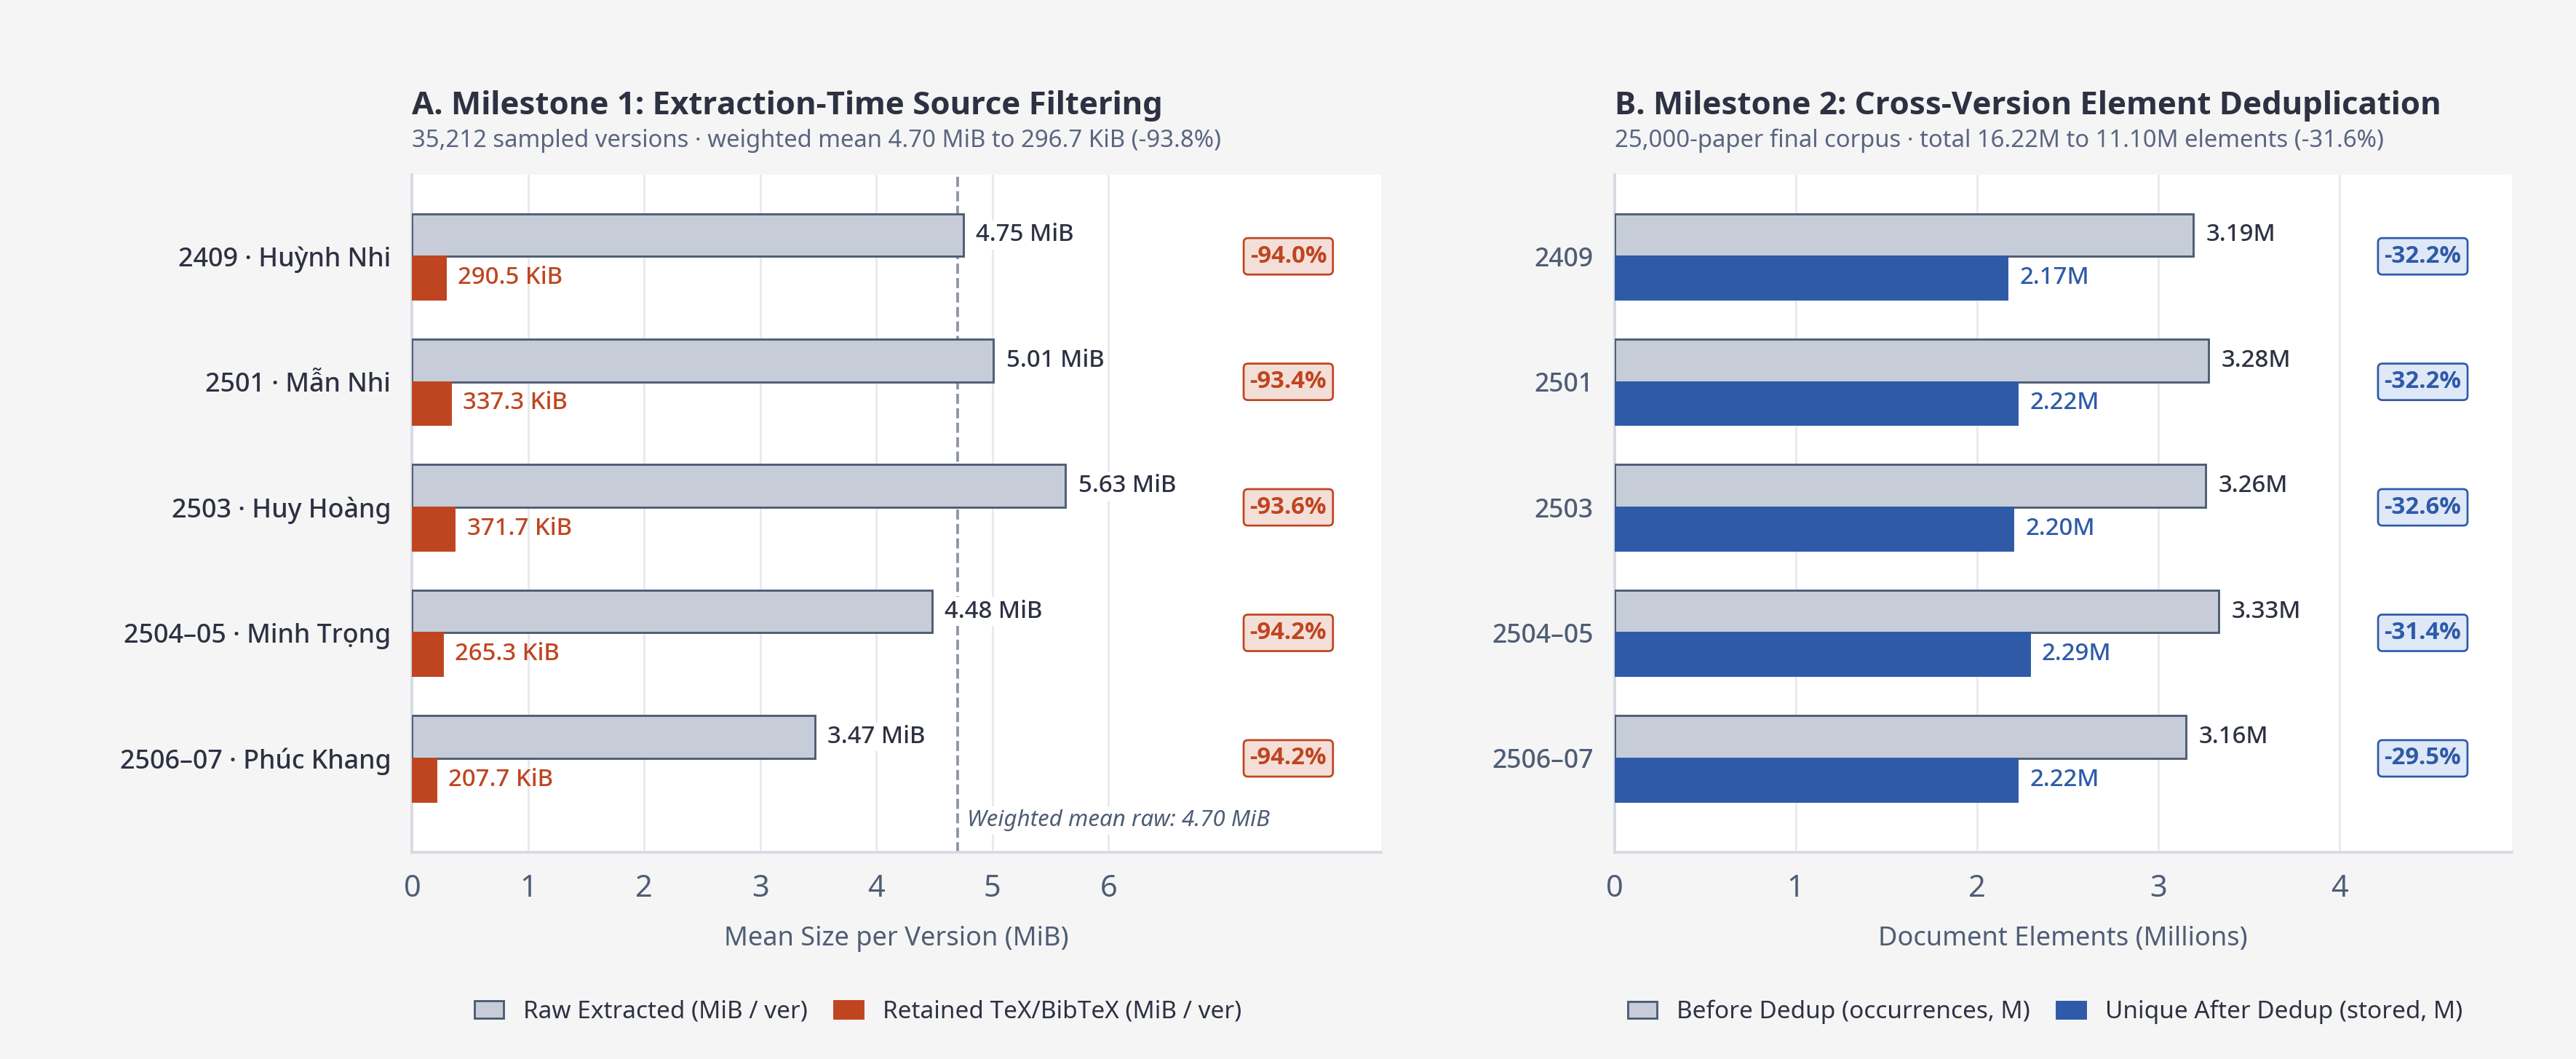 A. Milestone 1: Extraction-Time Source Filtering
35,212 sampled versions · weighted mean 4.70 MiB to 296.7 KiB (-93.8%)
2409 · Huỳnh Nhi
4.75 MiB
290.5 KiB
-94.0%
2501 · Mẫn Nhi
5.01 MiB
337.3 KiB
-93.4%
2503 · Huy Hoàng
5.63 MiB
371.7 KiB
-93.6%
2504–05 · Minh Trọng
4.48 MiB
265.3 KiB
-94.2%
2506–07 · Phúc Khang
3.47 MiB
207.7 KiB
-94.2%
Weighted mean raw: 4.70 MiB
0 1 2 3 4 5 6
Mean Size per Version (MiB)
Raw Extracted (MiB / ver) Retained TeX/BibTeX (MiB / ver)
B. Milestone 2: Cross-Version Element Deduplication
25,000-paper final corpus · total 16.22M to 11.10M elements (-31.6%)
2409
3.19M
2.17M
-32.2%
2501
3.28M
2.22M
-32.2%
2503
3.26M
2.20M
-32.6%
2504–05
3.33M
2.29M
-31.4%
2506–07
3.16M
2.22M
-29.5%
0 1 2 3 4
Document Elements (Millions)
Before Dedup (occurrences, M) Unique After Dedup (stored, M)